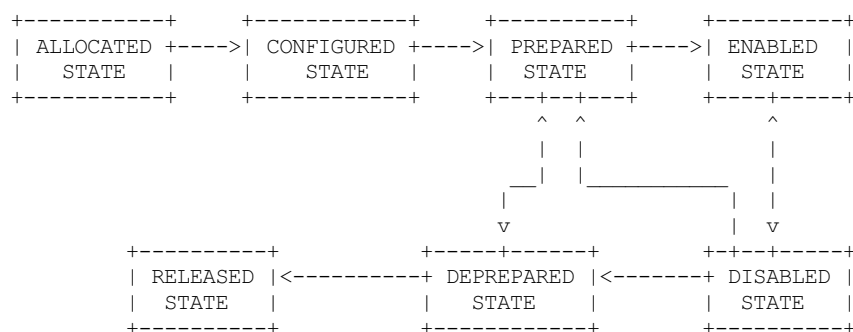 ALLOCATED CONFIGURED PREPARED ENABLED
STATE STATE STATE STATE
RELEASED DEPREPARED DISABLED
STATE STATE STATE